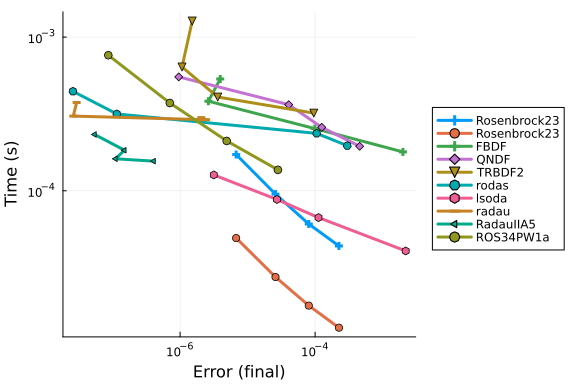 10⁻³
10⁻⁴
Time (s)
10⁻⁶
10⁻⁴
Error (final)
Rosenbrock23
Rosenbrock23
FBDF
QNDF
TRBDF2
rodas
lsoda
radau
RadauIIA5
ROS34PW1a